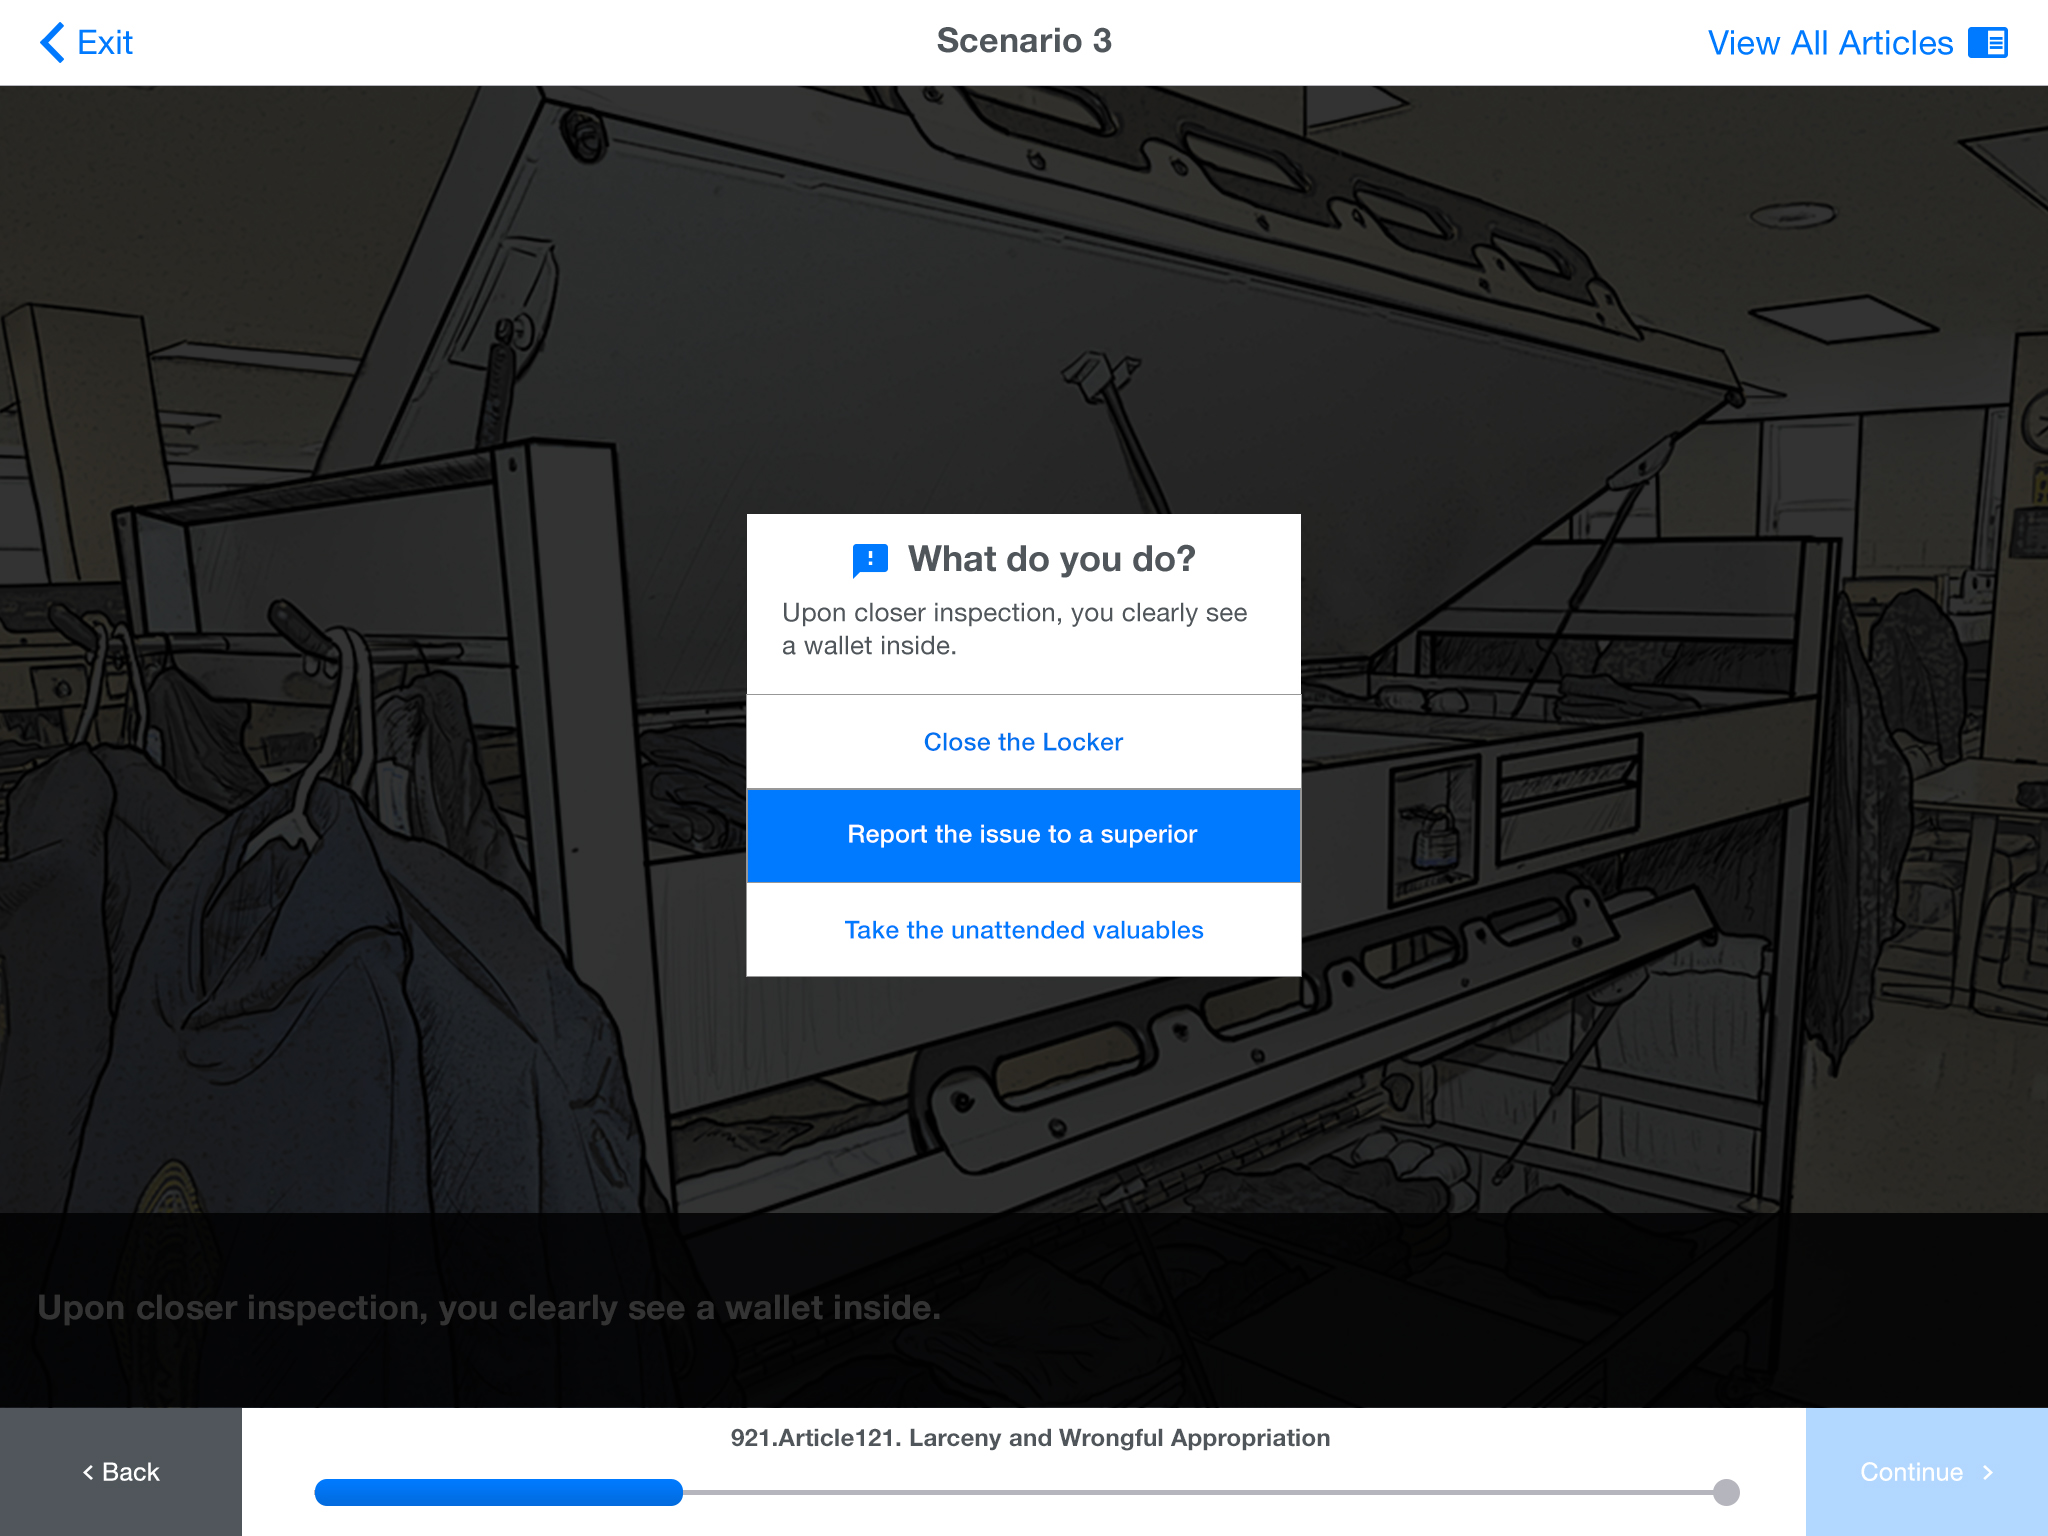 Exit
Scenario 3
View All Articles
What do you do?
Upon closer inspection, you clearly see
a wallet inside.
Close the Locker
Report the issue to a superior
Take the unattended valuables
Upon closer inspection, you clearly see a wallet inside.
921.Article121. Larceny and Wrongful Appropriation
< Back
Continue >